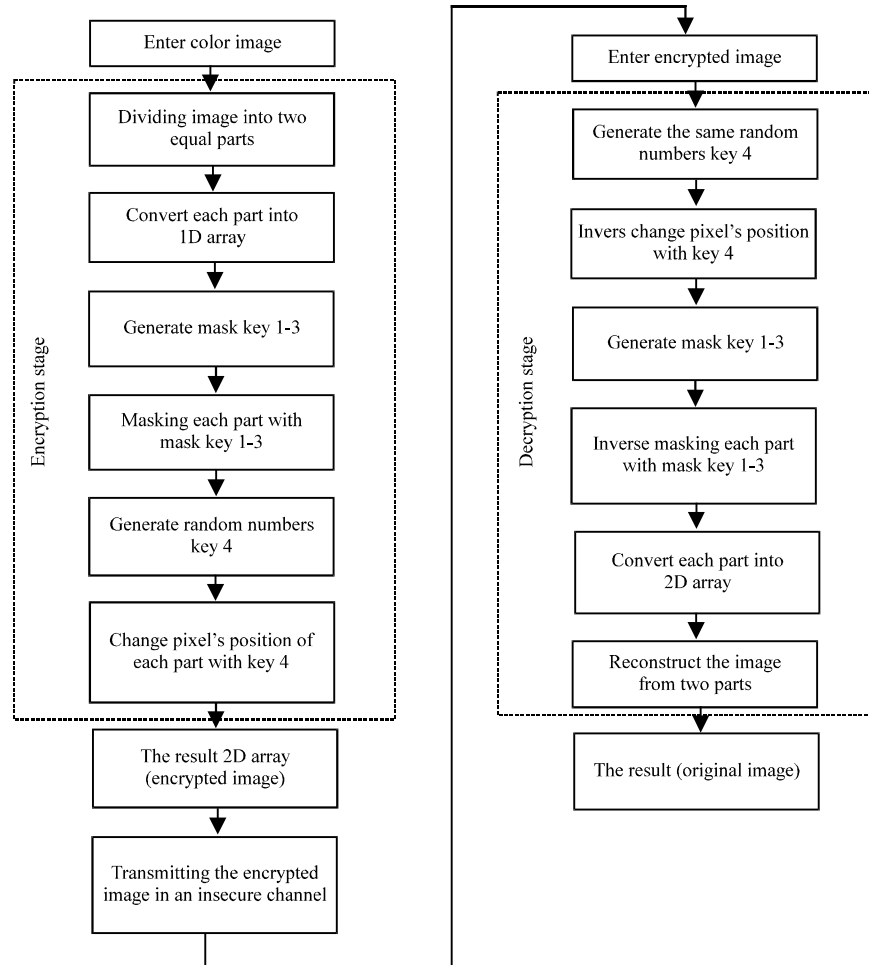 Enter color image
Dividing image into two
equal parts
Convert each part into
1D array
Generate mask key 1-3
Masking each part with
mask key 1-3
Generate random numbers
key 4
Change pixel's position of
each part with key 4
Encryption stage
The result 2D array
(encrypted image)
Transmitting the encrypted
image in an insecure channel
Enter encrypted image
Generate the same random
numbers key 4
Invers change pixel's position
with key 4
Generate mask key 1-3
Inverse masking each part
with mask key 1-3
Convert each part into
2D array
Reconstruct the image
from two parts
Decryption stage
The result (original image)